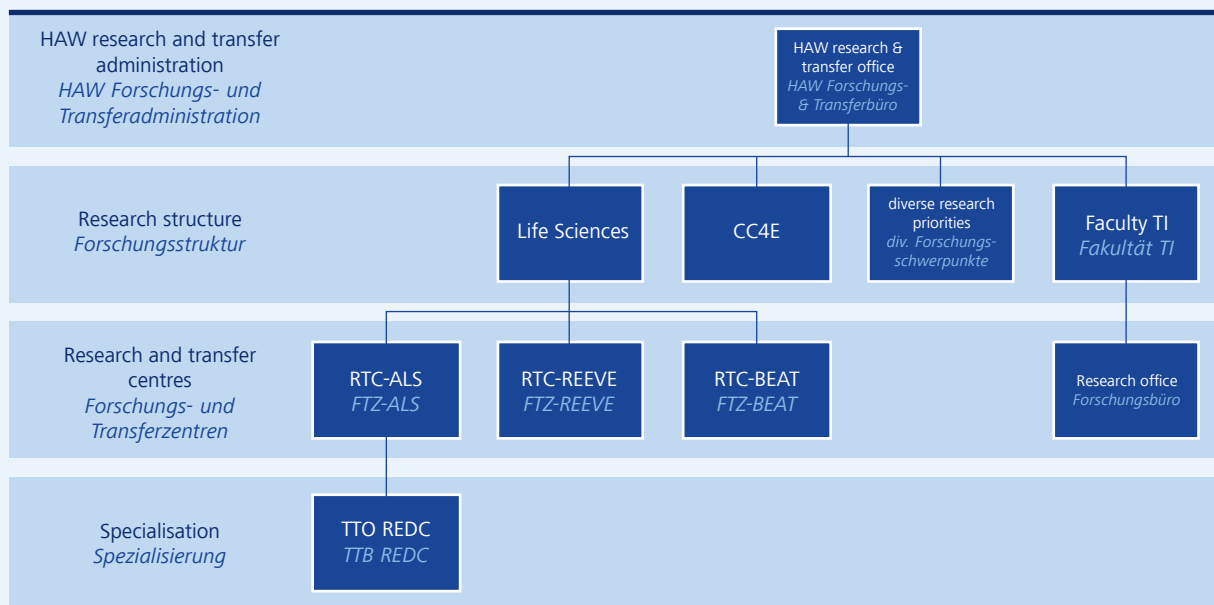 HAW research and transfer
administration
HAW Forschungs- und
Transferadministration
HAW research &
transfer office
HAW Forschungs-
& Transferbüro
Research structure
Forschungsstruktur
Life Sciences
CC4E
diverse research
priorities
div. Forschungs-
schwerpunkte
Faculty TI
Fakultät TI
Research and transfer
centres
Forschungs- und
Transferzentren
RTC-ALS
FTZ-ALS
RTC-REEVE
FTZ-REEVE
RTC-BEAT
FTZ-BEAT
Research office
Forschungsbüro
Specialisation
Spezialisierung
TTO REDC
TTB REDC